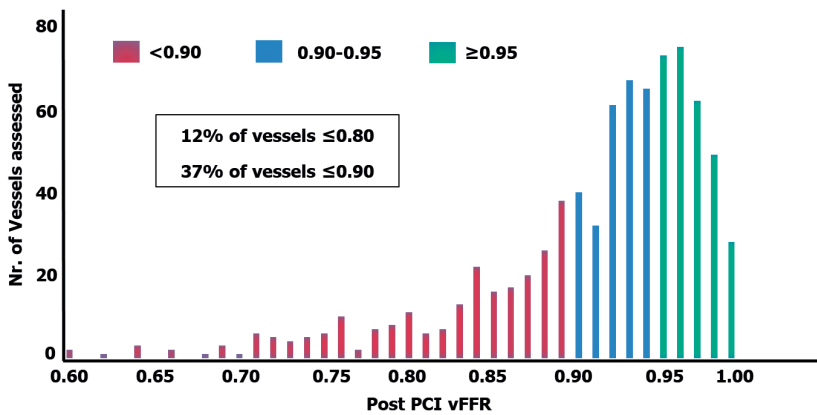 80
<0.90
0.90-0.95
≥0.95
60
12% of vessels ≤0.80
37% of vessels ≤0.90
40
20
0
Nr. of Vessels assessed
0.60 0.65 0.70 0.75 0.80 0.85 0.90 0.95 1.00
Post PCI vFFR